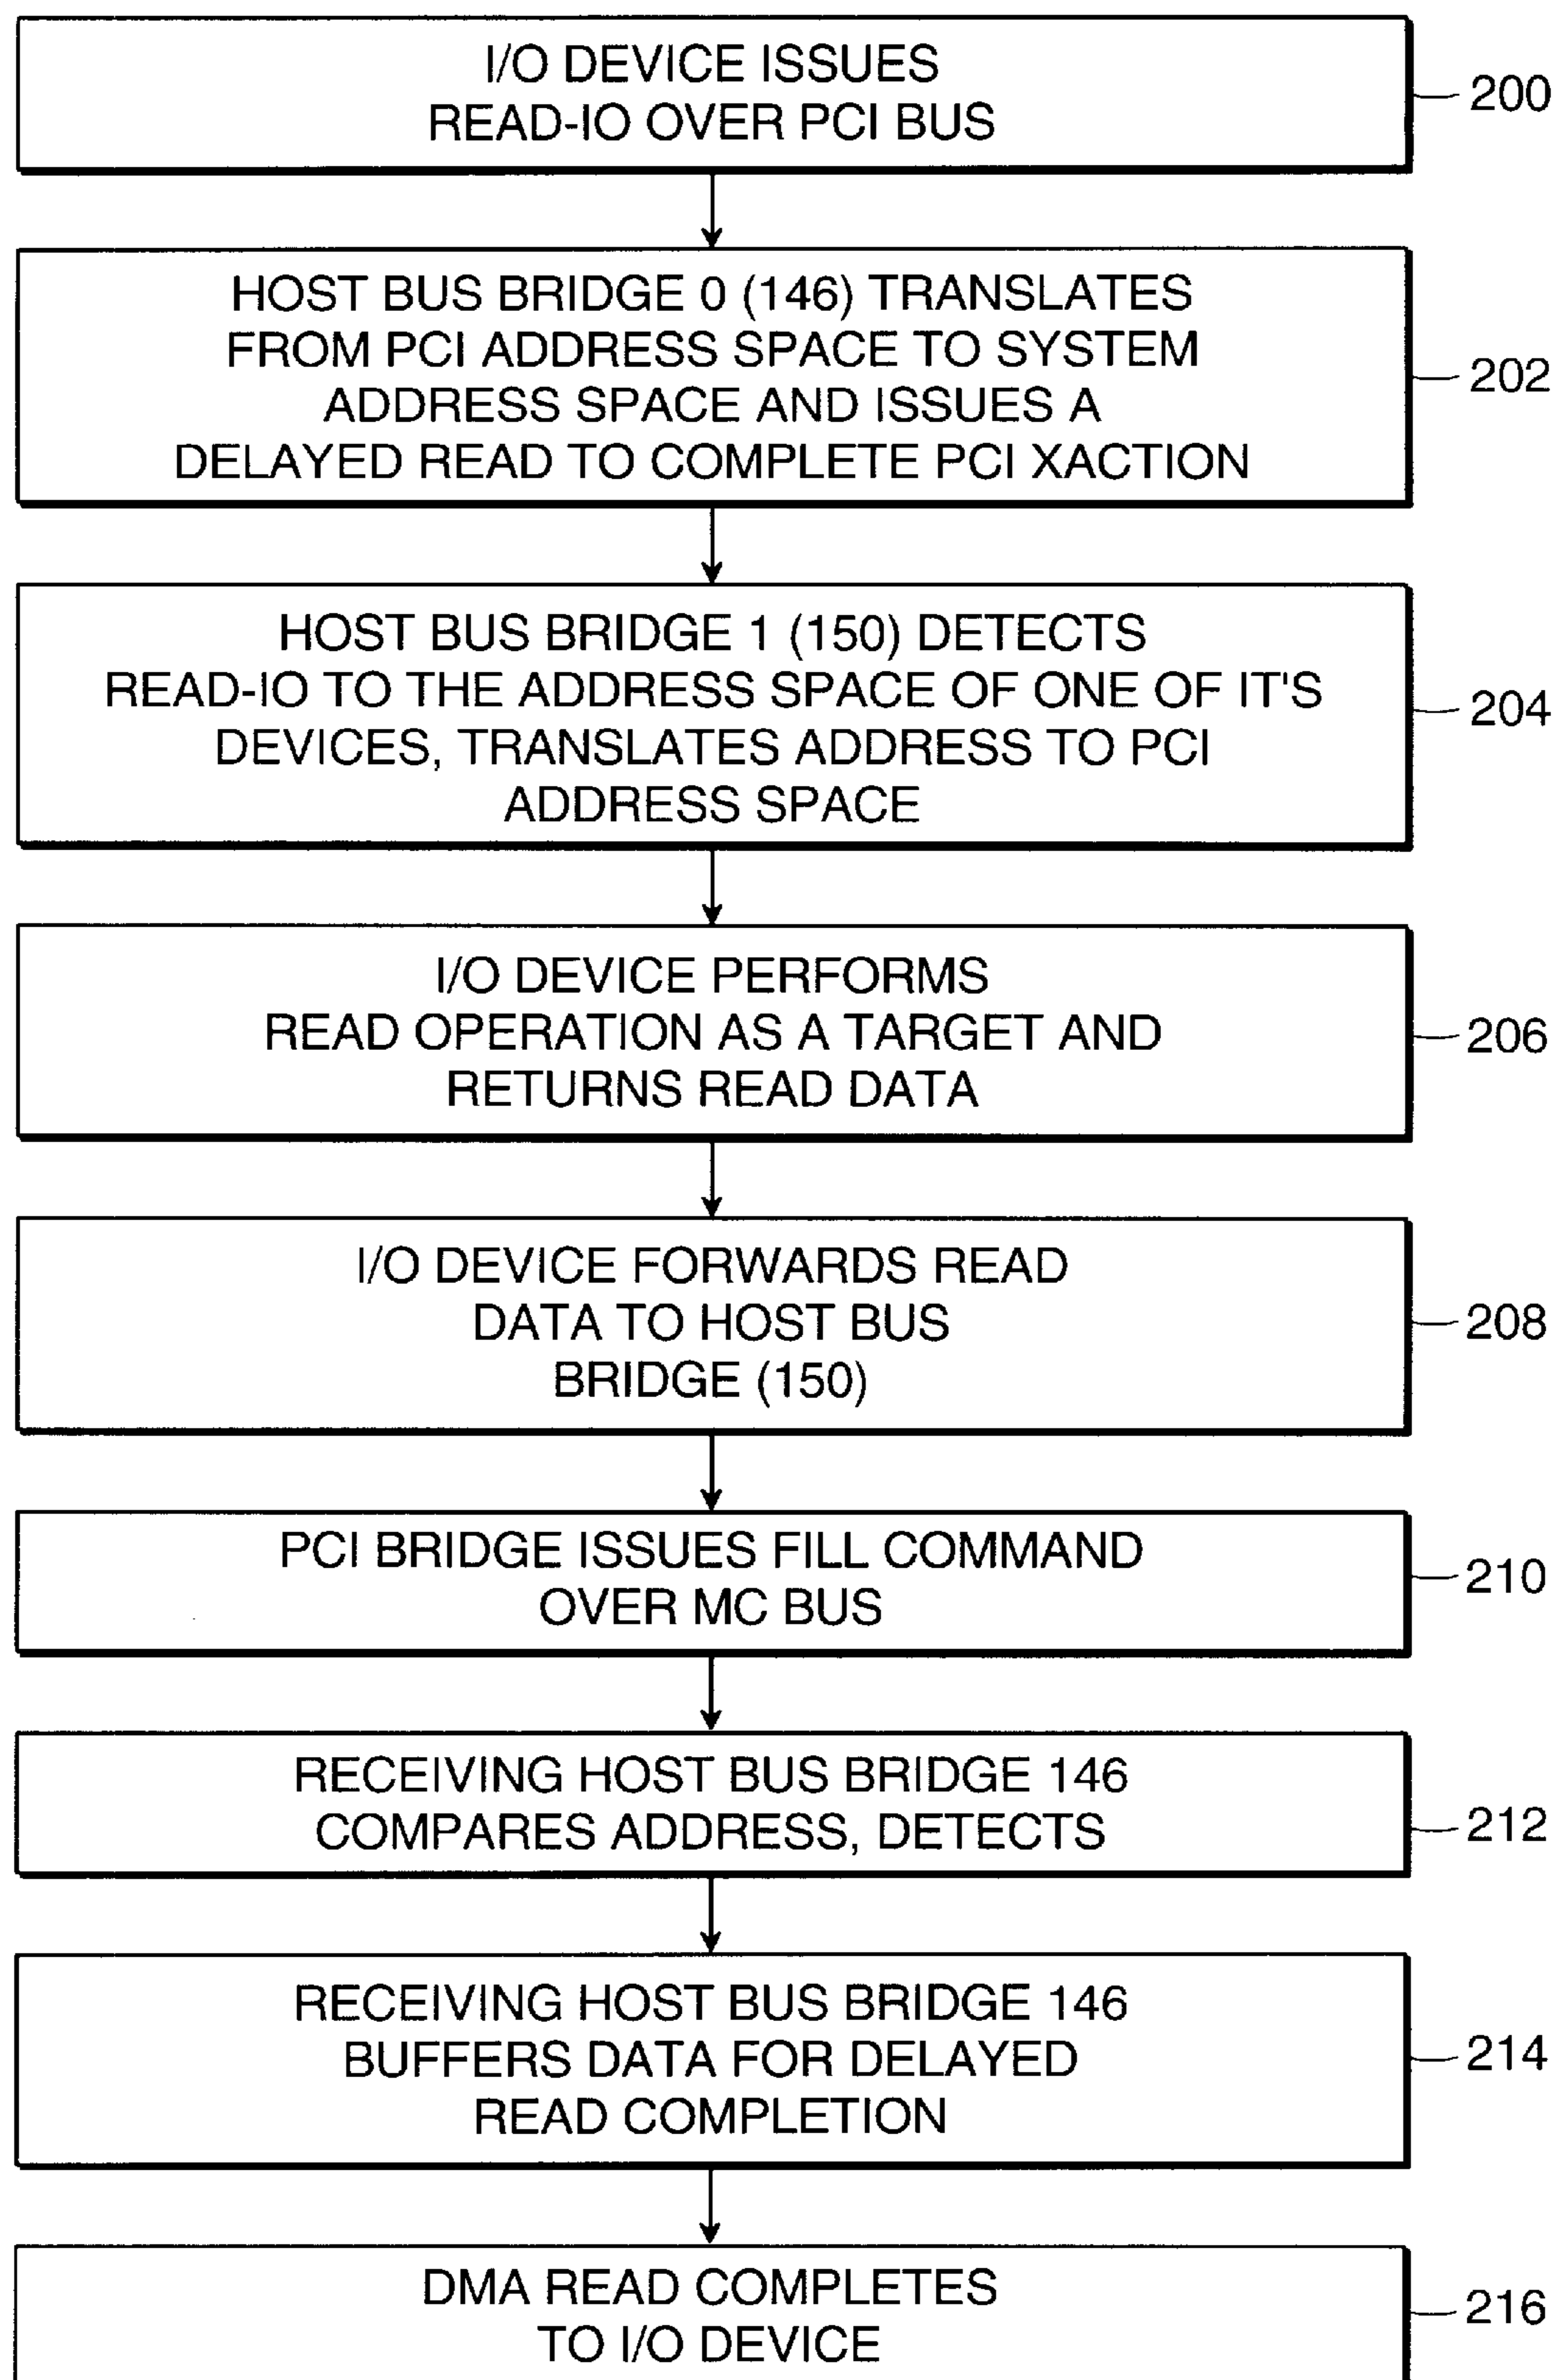 I/O DEVICE ISSUES
READ-IO OVER PCI BUS
200
HOST BUS BRIDGE 0 (146) TRANSLATES
FROM PCI ADDRESS SPACE TO SYSTEM
ADDRESS SPACE AND ISSUES A
DELAYED READ TO COMPLETE PCI XACTION
202
HOST BUS BRIDGE 1 (150) DETECTS
READ-IO TO THE ADDRESS SPACE OF ONE OF IT'S
DEVICES, TRANSLATES ADDRESS TO PCI
ADDRESS SPACE
204
I/O DEVICE PERFORMS
READ OPERATION AS A TARGET AND
RETURNS READ DATA
206
I/O DEVICE FORWARDS READ
DATA TO HOST BUS
BRIDGE (150)
208
PCI BRIDGE ISSUES FILL COMMAND
OVER MC BUS
210
RECEIVING HOST BUS BRIDGE 146
COMPARES ADDRESS, DETECTS
212
RECEIVING HOST BUS BRIDGE 146
BUFFERS DATA FOR DELAYED
READ COMPLETION
214
DMA READ COMPLETES
TO I/O DEVICE
216